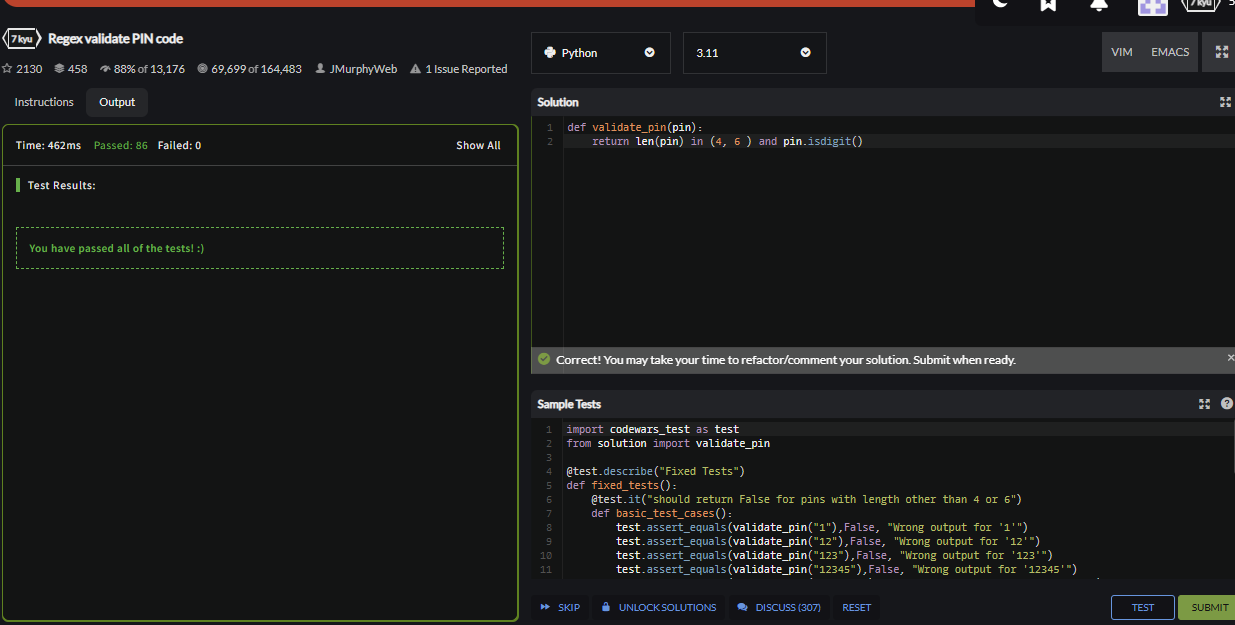 7 kyu
Regex validate PIN code
2130 458 88% of 13,176 69,699 of 164,483 JMurphyWeb 1 Issue Reported
Instructions Output
Time: 462ms Passed: 86 Failed: 0 Show All
Test Results:
You have passed all of the tests! :)
7 kyu
Python 3.11 VIM EMACS
Solution
1 def validate_pin(pin):
2 return len(pin) in (4, 6 ) and pin.isdigit()
Correct! You may take your time to refactor/comment your solution. Submit when ready.
Sample Tests
1 import codewars_test as test
2 from solution import validate_pin
3
4 @test.describe("Fixed Tests")
5 def fixed_tests():
6 @test.it("should return False for pins with length other than 4 or 6")
7 def basic_test_cases():
8 test.assert_equals(validate_pin("1"),False, "Wrong output for '1'")
9 test.assert_equals(validate_pin("12"),False, "Wrong output for '12'")
10 test.assert_equals(validate_pin("123"),False, "Wrong output for '123'")
11 test.assert_equals(validate_pin("12345"),False, "Wrong output for '12345'")
SKIP UNLOCK SOLUTIONS DISCUSS (307) RESET TEST SUBMIT